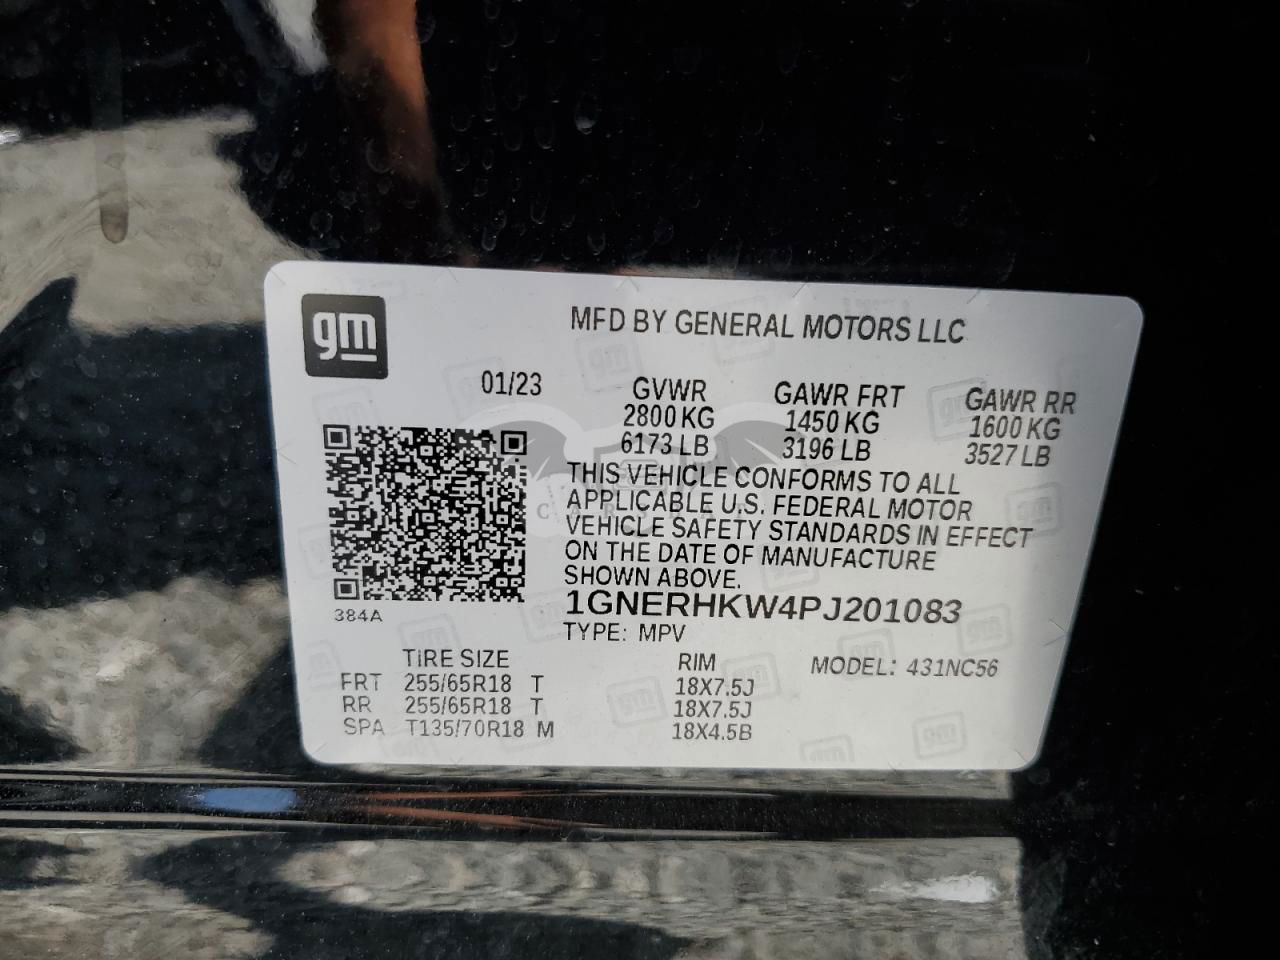 gm
MFD BY GENERAL MOTORS LLC
01/23
GVWR GAWR FRT GAWR RR
2800 KG 1450 KG 1600 KG
6173 LB 3196 LB 3527 LB
THIS VEHICLE CONFORMS TO ALL
APPLICABLE U.S. FEDERAL MOTOR
VEHICLE SAFETY STANDARDS IN EFFECT
ON THE DATE OF MANUFACTURE
SHOWN ABOVE.
384A
1GNERHKW4PJ201083
TYPE: MPV
TIRE SIZE RIM MODEL: 431NC56
FRT 255/65R18 T 18X7.5J
RR 255/65R18 T 18X7.5J
SPA T135/70R18 M 18X4.5B